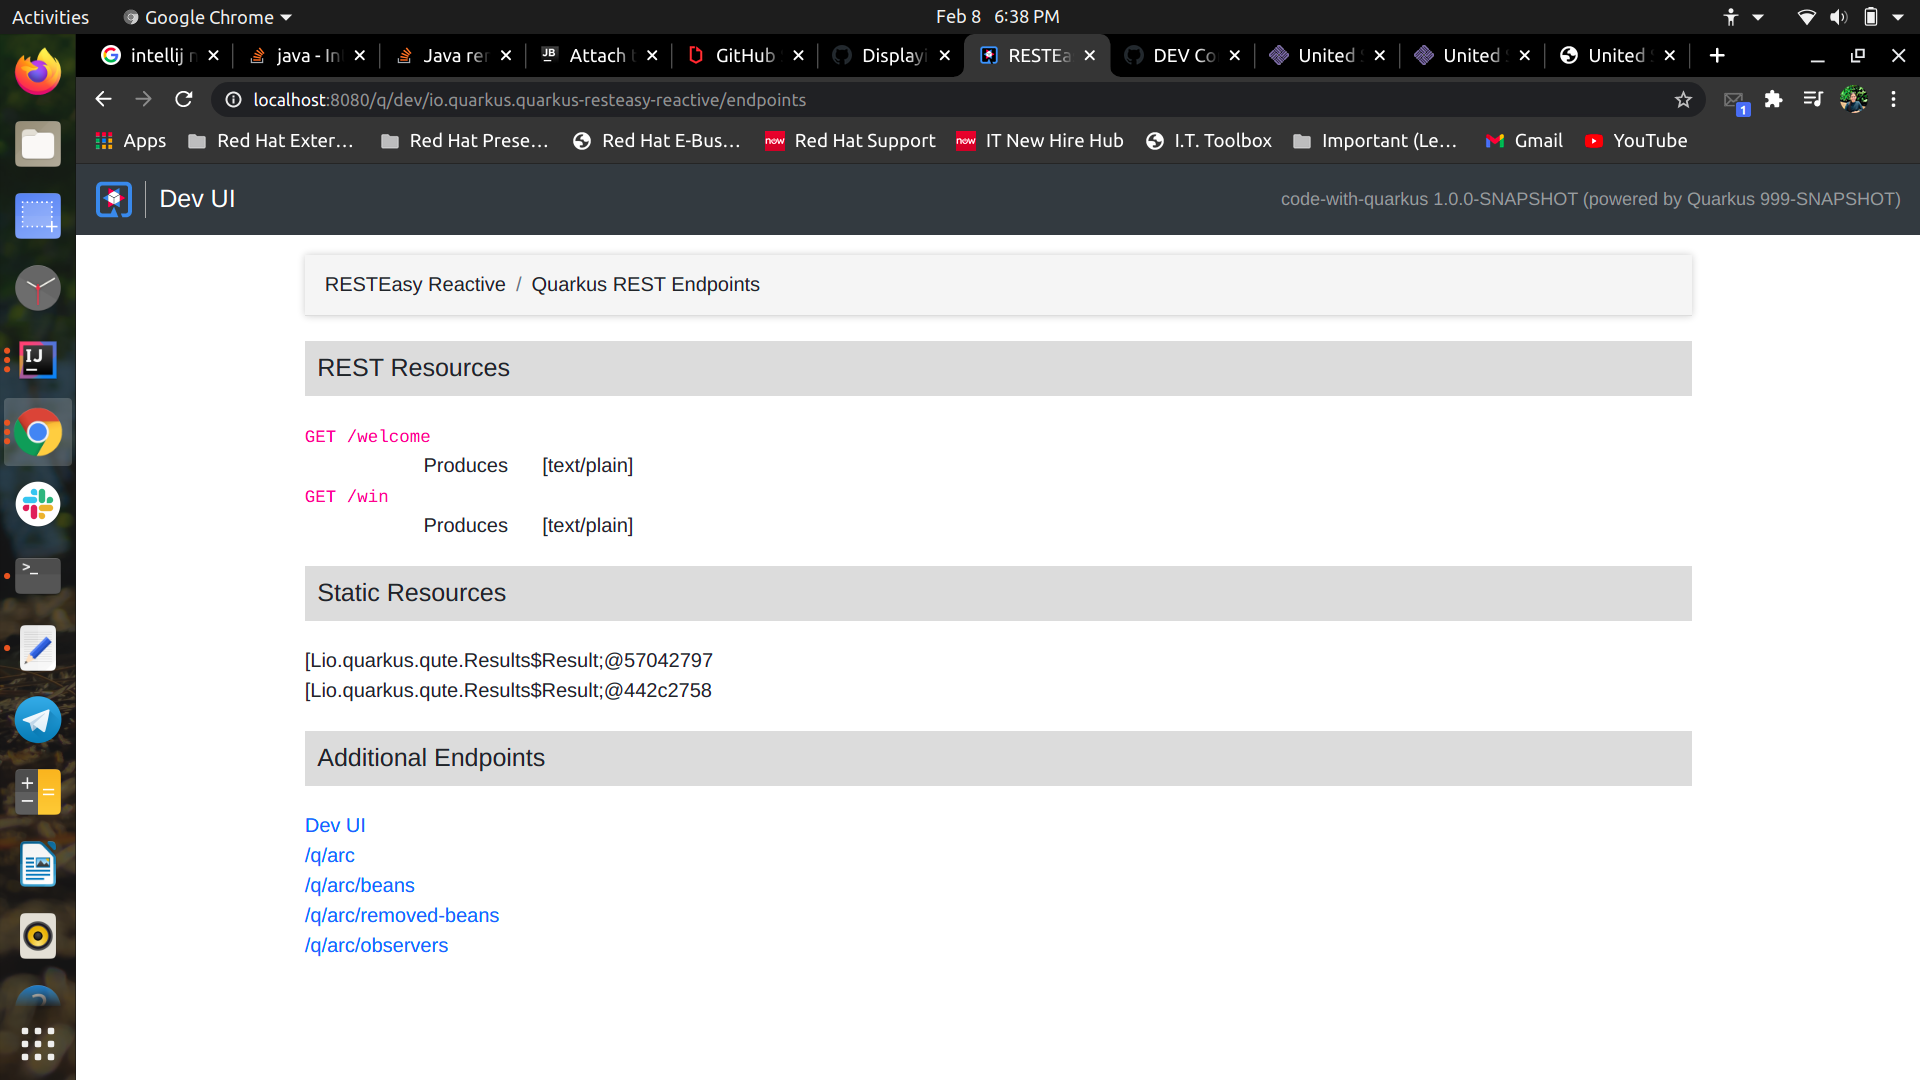 Activities Google Chrome Feb 8 6:38 PM
intellij java - In Java re Attach GitHub Displayi RESTEa DEV Co United United United
localhost:8080/q/dev/io.quarkus.quarkus-resteasy-reactive/endpoints
1
Apps Red Hat Exter... Red Hat Prese... Red Hat E-Bus... now Red Hat Support now IT New Hire Hub I.T. Toolbox Important (Le... Gmail YouTube
Dev UI code-with-quarkus 1.0.0-SNAPSHOT (powered by Quarkus 999-SNAPSHOT)
RESTEasy Reactive / Quarkus REST Endpoints
REST Resources
GET /welcome
Produces [text/plain]
GET /win
Produces [text/plain]
Static Resources
[Lio.quarkus.qute.Results$Result;@57042797
[Lio.quarkus.qute.Results$Result;@442c2758
Additional Endpoints
Dev UI
/q/arc
/q/arc/beans
/q/arc/removed-beans
/q/arc/observers